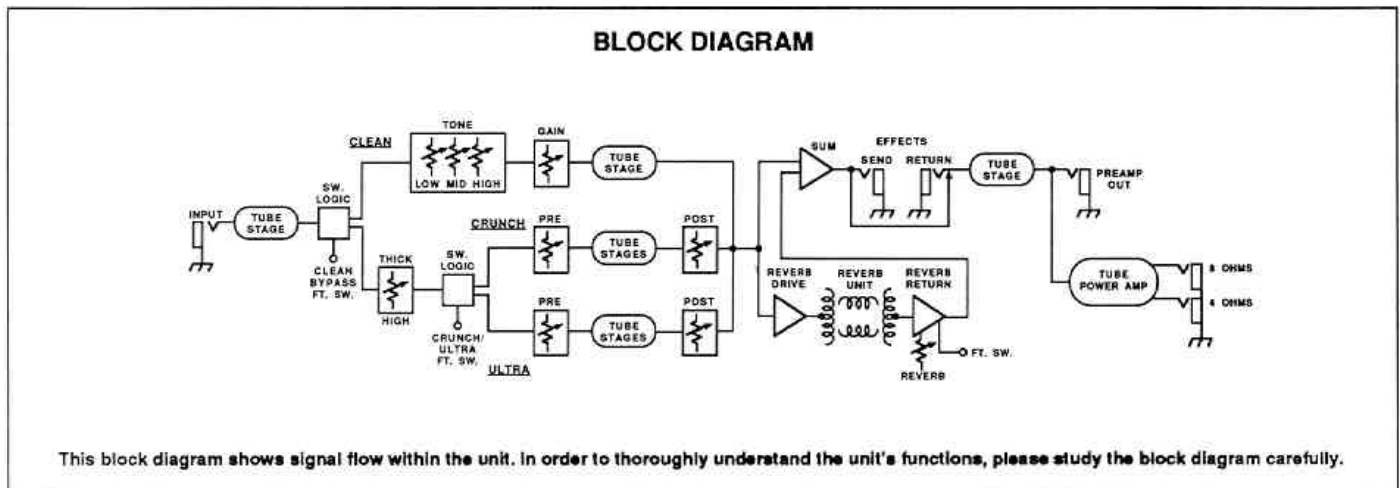 BLOCK DIAGRAM
TONE
CLEAN
LOW MID HIGH
GAIN
TUBE
STAGE
SUM
EFFECTS
SEND
RETURN
TUBE
STAGE
PREAMP
OUT
INPUT
TUBE
STAGE
SW.
LOGIC
CLEAN
BYPASS
FT. SW.
THICK
HIGH
SW.
LOGIC
CRUNCH/
ULTRA
FT. SW.
CRUNCH
PRE
TUBE
STAGES
POST
PRE
TUBE
STAGES
POST
ULTRA
REVERB
DRIVE
REVERB
UNIT
REVERB
RETURN
FT. SW.
REVERB
TUBE
POWER AMP
8 OHMS
4 OHMS
This block diagram shows signal flow within the unit. In order to thoroughly understand the unit's functions, please study the block diagram carefully.